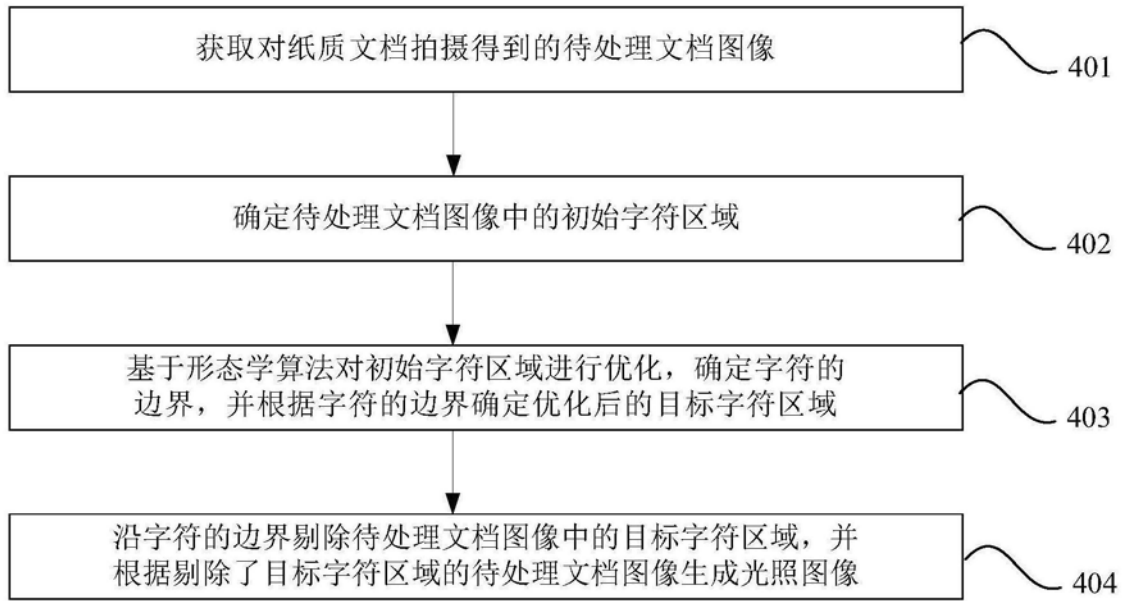 获取对纸质文档拍摄得到的待处理文档图像
401
确定待处理文档图像中的初始字符区域
402
基于形态学算法对初始字符区域进行优化，确定字符的
边界，并根据字符的边界确定优化后的目标字符区域
403
沿字符的边界剔除待处理文档图像中的目标字符区域，并
根据剔除了目标字符区域的待处理文档图像生成光照图像
404